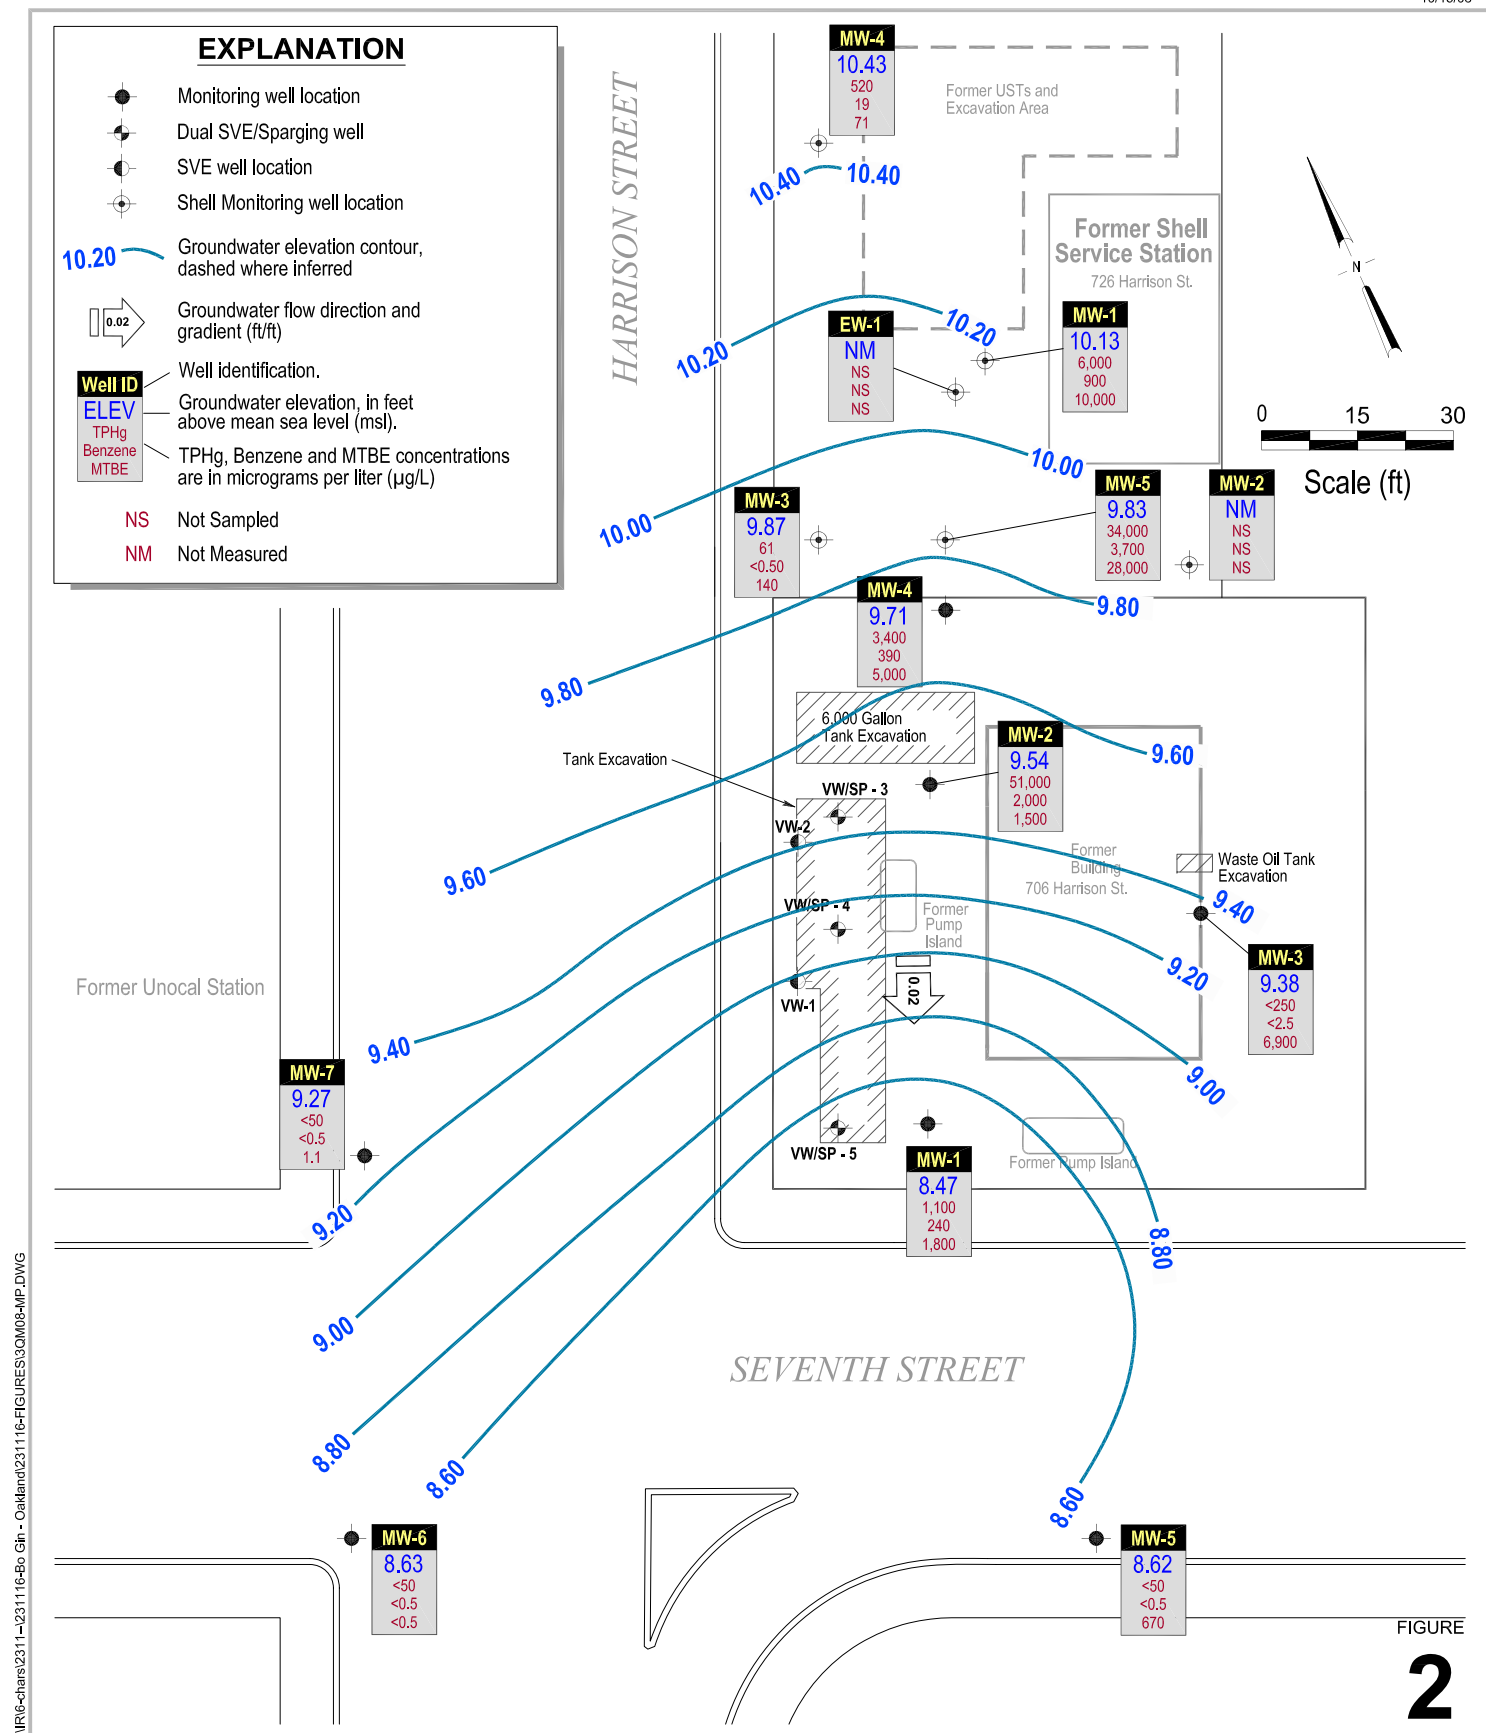 EXPLANATION
Monitoring well location
Dual SVE/Sparging well
SVE well location
Shell Monitoring well location
10.20
Groundwater elevation contour,
dashed where inferred
0.02
Groundwater flow direction and
gradient (ft/ft)
Well ID
ELEV
TPHg
Benzene
MTBE
Well identification.
Groundwater elevation, in feet
above mean sea level (msl).
TPHg, Benzene and MTBE concentrations
are in micrograms per liter (µg/L)
NS Not Sampled
NM Not Measured
HARRISON STREET
MW-4
10.43
520
19
71
Former USTs and
Excavation Area
10.40
10.40
Former Shell
Service Station
726 Harrison St.
N
10.20
10.20
EW-1
NM
NS
NS
NS
MW-1
10.13
6,000
900
10,000
0 15 30
Scale (ft)
10.00
10.00
MW-3
9.87
61
<0.50
140
MW-5
9.83
34,000
3,700
28,000
MW-2
NM
NS
NS
NS
MW-4
9.71
3,400
390
5,000
9.80
9.80
6,000 Gallon
Tank Excavation
Tank Excavation
MW-2
9.54
51,000
2,000
1,500
9.60
9.60
VW/SP - 3
VW-2
Former
Building
706 Harrison St.
Waste Oil Tank
Excavation
VW/SP - 4
Former
Pump
Island
9.40
9.40
MW-3
9.38
<250
<2.5
6,900
9.20
9.20
0.02
VW-1
Former Unocal Station
MW-7
9.27
<50
<0.5
1.1
9.00
9.00
VW/SP - 5
Former Pump Island
MW-1
8.47
1,100
240
1,800
8.80
8.80
SEVENTH STREET
8.60
8.60
MW-6
8.63
<50
<0.5
<0.5
MW-5
8.62
<50
<0.5
670
FIGURE
2